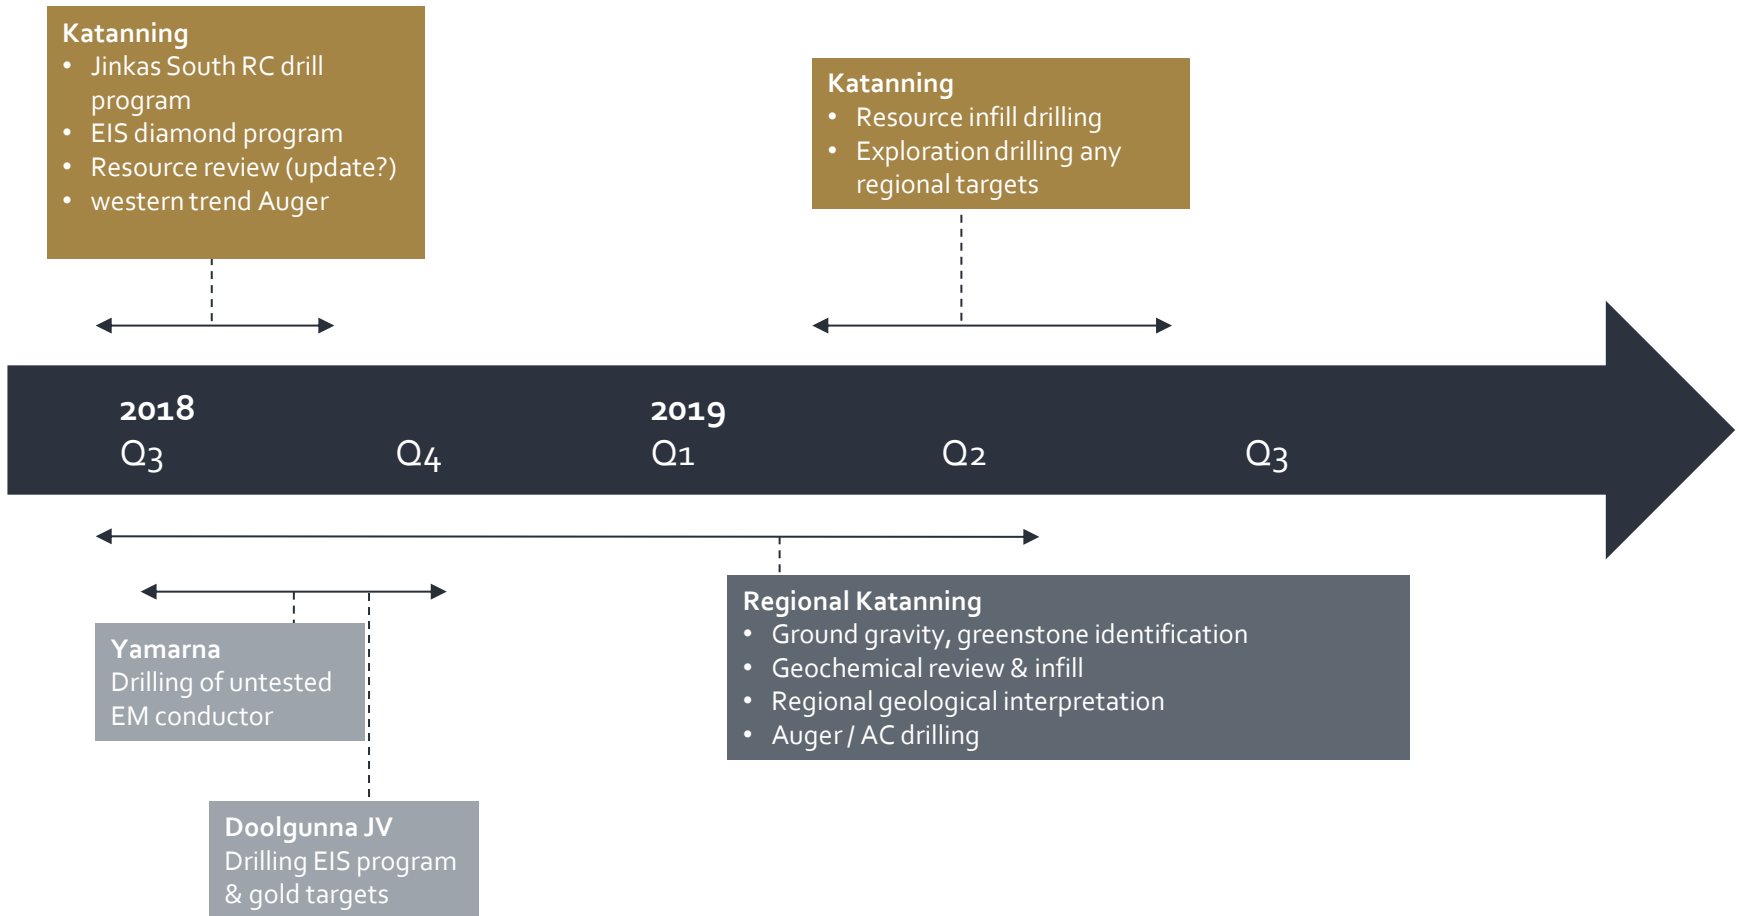 Katanning
• Jinkas South RC drill
program
• EIS diamond program
• Resource review (update?)
• western trend Auger
Katanning
• Resource infill drilling
• Exploration drilling any
regional targets
2018
2019
Q3
Q4
Q1
Q2
Q3
Yamarna
Drilling of untested
EM conductor
Regional Katanning
• Ground gravity, greenstone identification
• Geochemical review & infill
• Regional geological interpretation
• Auger / AC drilling
Doolgunna JV
Drilling EIS program
& gold targets